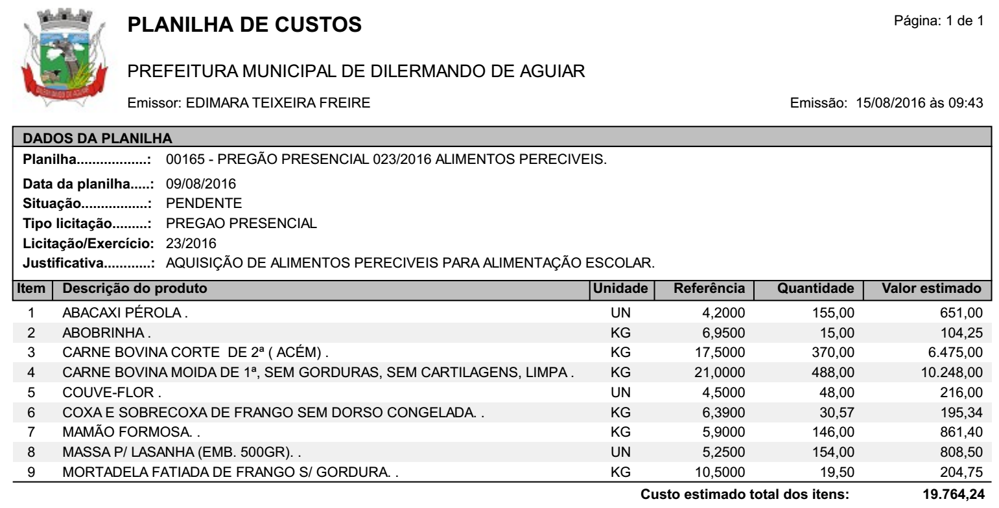 PLANILHA DE CUSTOS
Página: 1 de 1
PREFEITURA MUNICIPAL DE DILERMANDO DE AGUIAR
Emissor: EDIMARA TEIXEIRA FREIRE
Emissão: 15/08/2016 às 09:43
DADOS DA PLANILHA
Planilha..................: 00165 - PREGÃO PRESENCIAL 023/2016 ALIMENTOS PERECIVEIS.
Data da planilha.....: 09/08/2016
Situação.................: PENDENTE
Tipo licitação.........: PREGAO PRESENCIAL
Licitação/Exercício: 23/2016
Justificativa............: AQUISIÇÃO DE ALIMENTOS PERECIVEIS PARA ALIMENTAÇÃO ESCOLAR.
Item Descrição do produto Unidade Referência Quantidade Valor estimado
1 ABACAXI PÉROLA . UN 4,2000 155,00 651,00
2 ABOBRINHA . KG 6,9500 15,00 104,25
3 CARNE BOVINA CORTE DE 2ª ( ACÉM) . KG 17,5000 370,00 6.475,00
4 CARNE BOVINA MOIDA DE 1ª, SEM GORDURAS, SEM CARTILAGENS, LIMPA . KG 21,0000 488,00 10.248,00
5 COUVE-FLOR . UN 4,5000 48,00 216,00
6 COXA E SOBRECOXA DE FRANGO SEM DORSO CONGELADA. . KG 6,3900 30,57 195,34
7 MAMÃO FORMOSA. . KG 5,9000 146,00 861,40
8 MASSA P/ LASANHA (EMB. 500GR). . UN 5,2500 154,00 808,50
9 MORTADELA FATIADA DE FRANGO S/ GORDURA. . KG 10,5000 19,50 204,75
Custo estimado total dos itens: 19.764,24